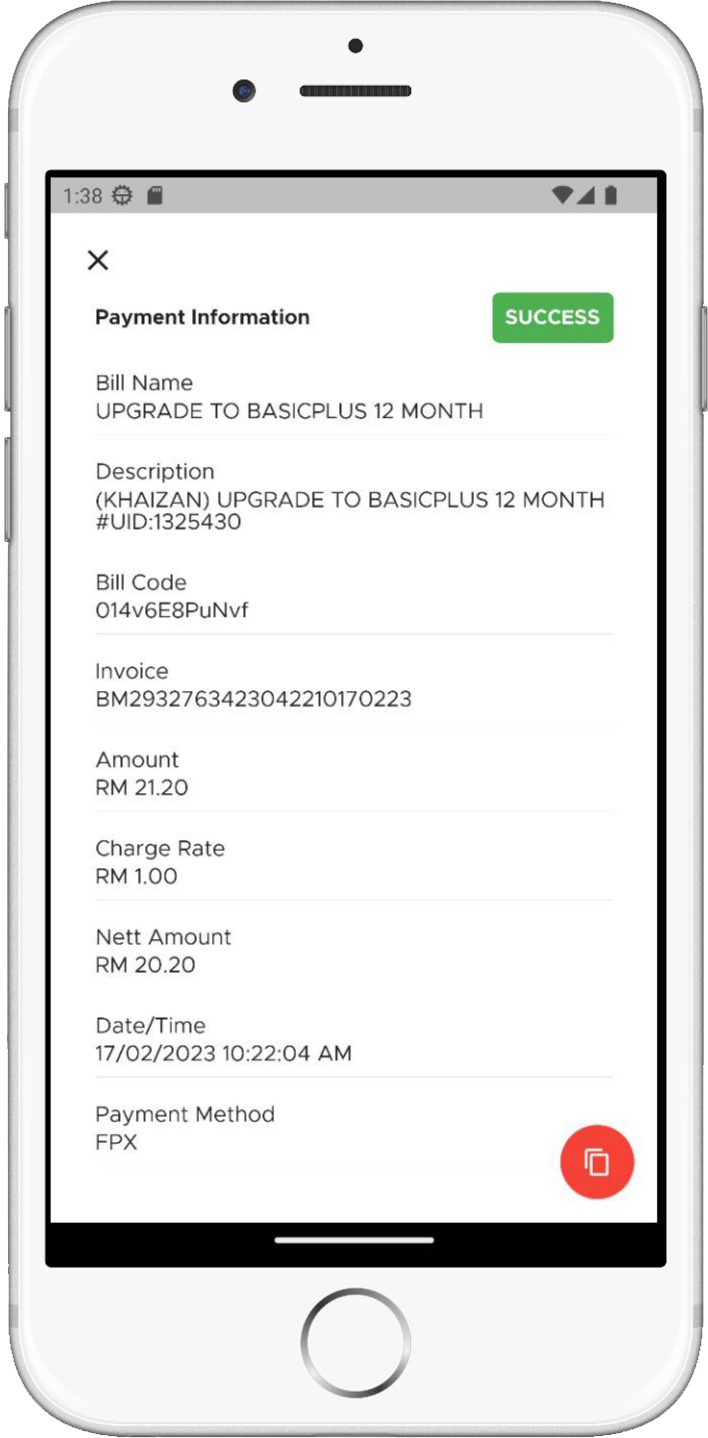 1:38
Payment Information
SUCCESS
Bill Name
UPGRADE TO BASICPLUS 12 MONTH
Description
(KHAIZAN) UPGRADE TO BASICPLUS 12 MONTH
#UID:1325430
Bill Code
014v6E8PuNvf
Invoice
BM2932763423042210170223
Amount
RM 21.20
Charge Rate
RM 1.00
Nett Amount
RM 20.20
Date/Time
17/02/2023 10:22:04 AM
Payment Method
FPX